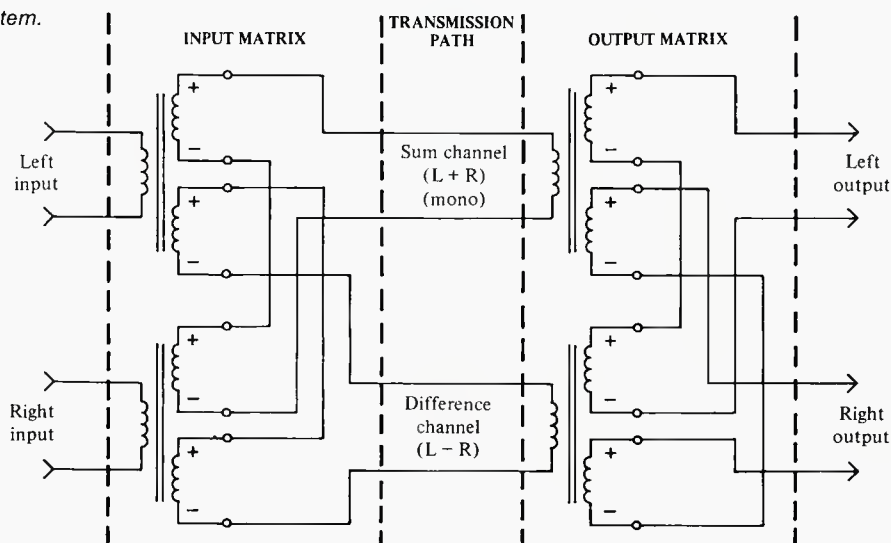 tem.
INPUT MATRIX
TRANSMISSION
PATH
OUTPUT MATRIX
+
−
+
−
Left
input
Sum channel
(L + R)
(mono)
+
−
+
−
Left
output
+
−
+
−
Right
input
Difference
channel
(L − R)
+
−
+
−
Right
output